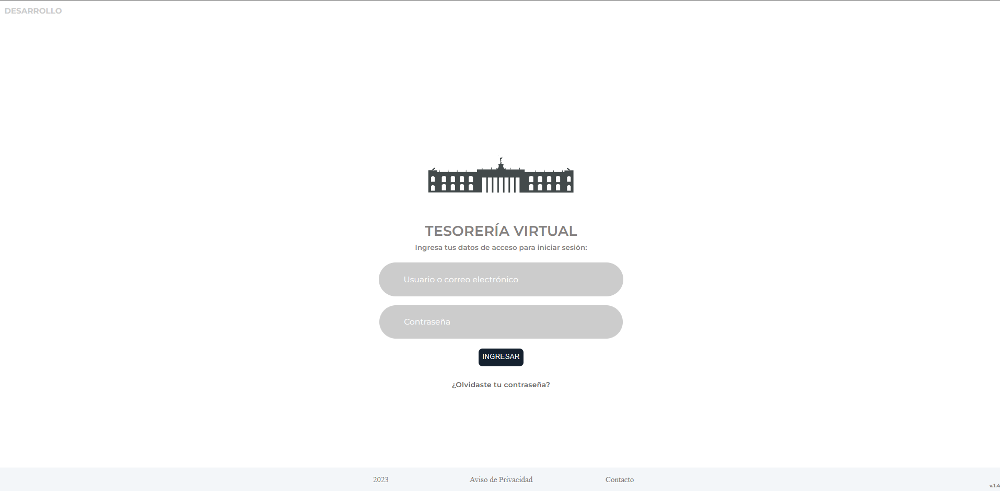 DESARROLLO
TESORERÍA VIRTUAL
Ingresa tus datos de acceso para iniciar sesión:
Usuario o correo electrónico
Contraseña
INGRESAR
¿Olvidaste tu contraseña?
2023 Aviso de Privacidad Contacto
v.1.4